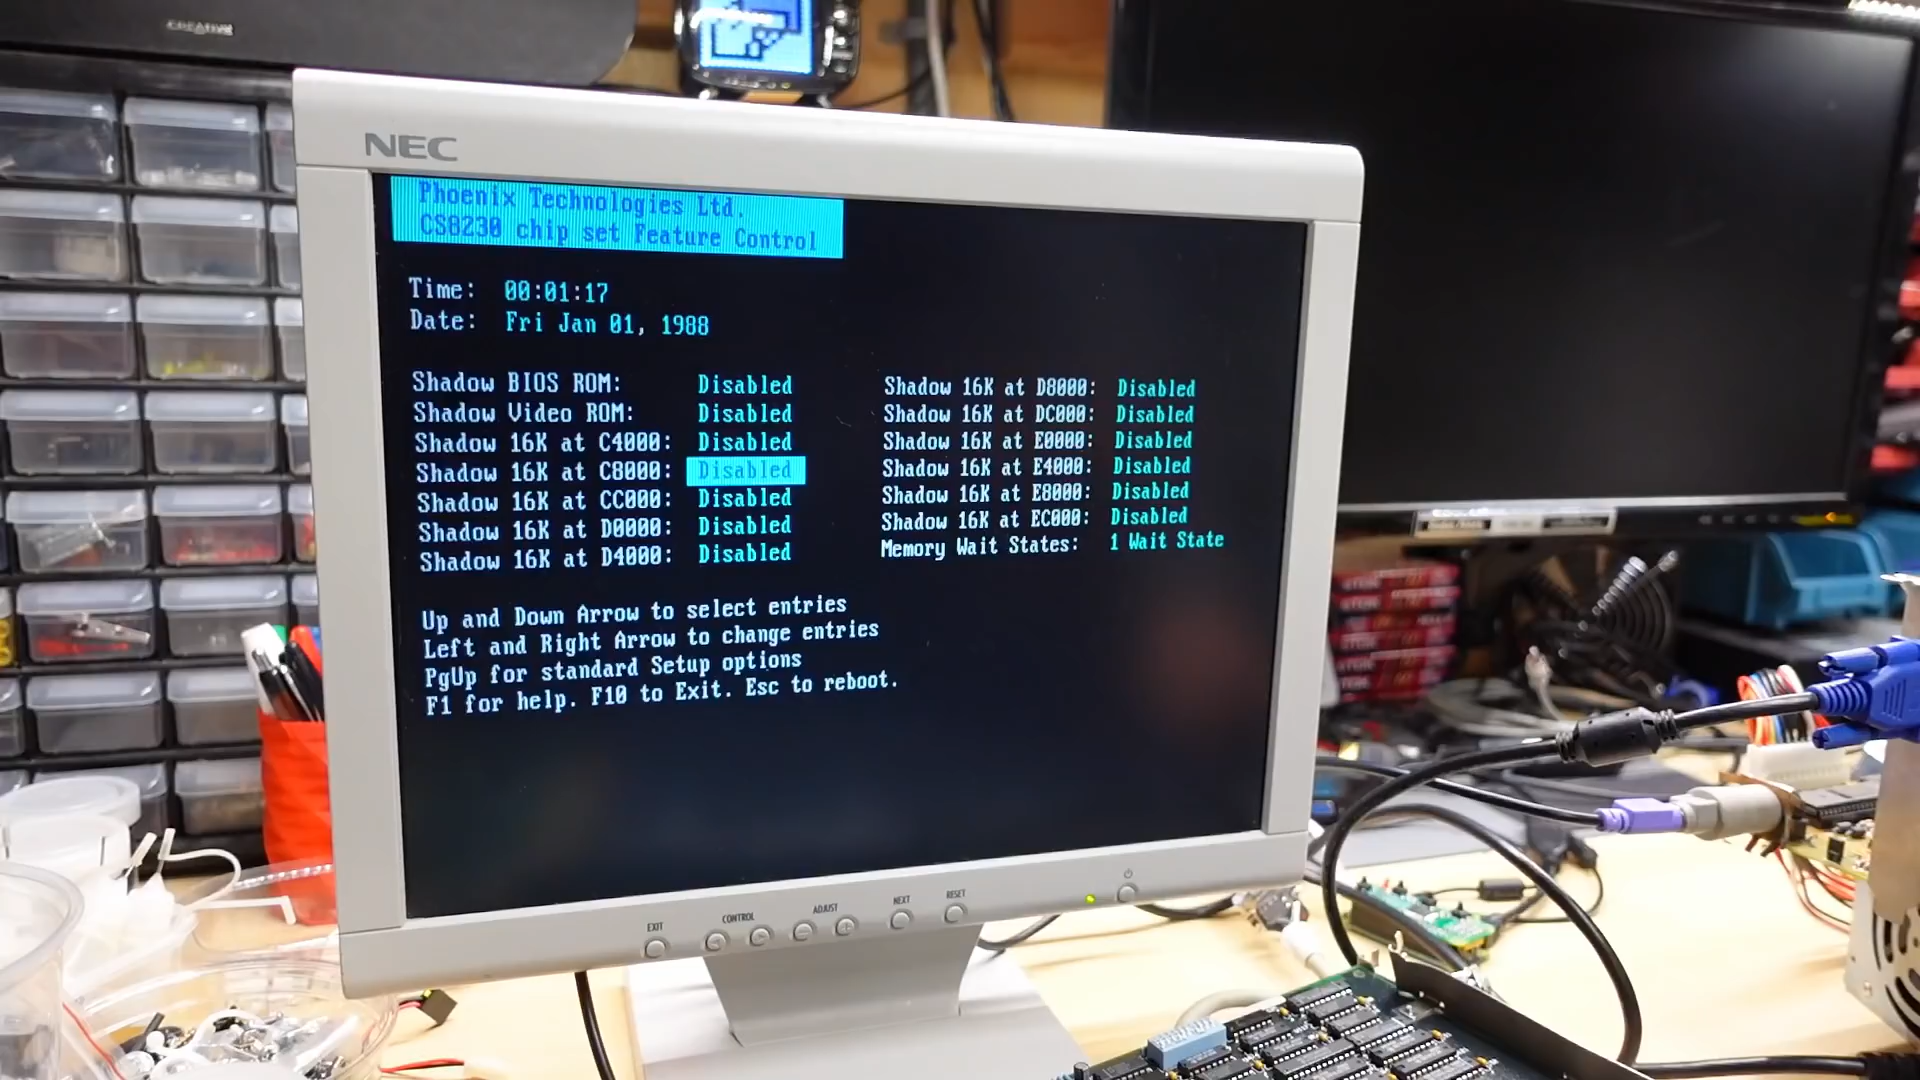 CREATIVE
NEC
Phoenix Technologies Ltd.
CS8230 chip set Feature Control
Time: 00:01:17
Date: Fri Jan 01, 1988
Shadow BIOS ROM: Disabled
Shadow Video ROM: Disabled
Shadow 16K at C4000: Disabled
Shadow 16K at C8000: Disabled
Shadow 16K at CC000: Disabled
Shadow 16K at D0000: Disabled
Shadow 16K at D4000: Disabled
Shadow 16K at D8000: Disabled
Shadow 16K at DC000: Disabled
Shadow 16K at E0000: Disabled
Shadow 16K at E4000: Disabled
Shadow 16K at E8000: Disabled
Shadow 16K at EC000: Disabled
Memory Wait States: 1 Wait State
Up and Down Arrow to select entries
Left and Right Arrow to change entries
PgUp for standard Setup options
F1 for help. F10 to Exit. Esc to reboot.
EXIT
CONTROL
ADJUST
NEXT
RESET